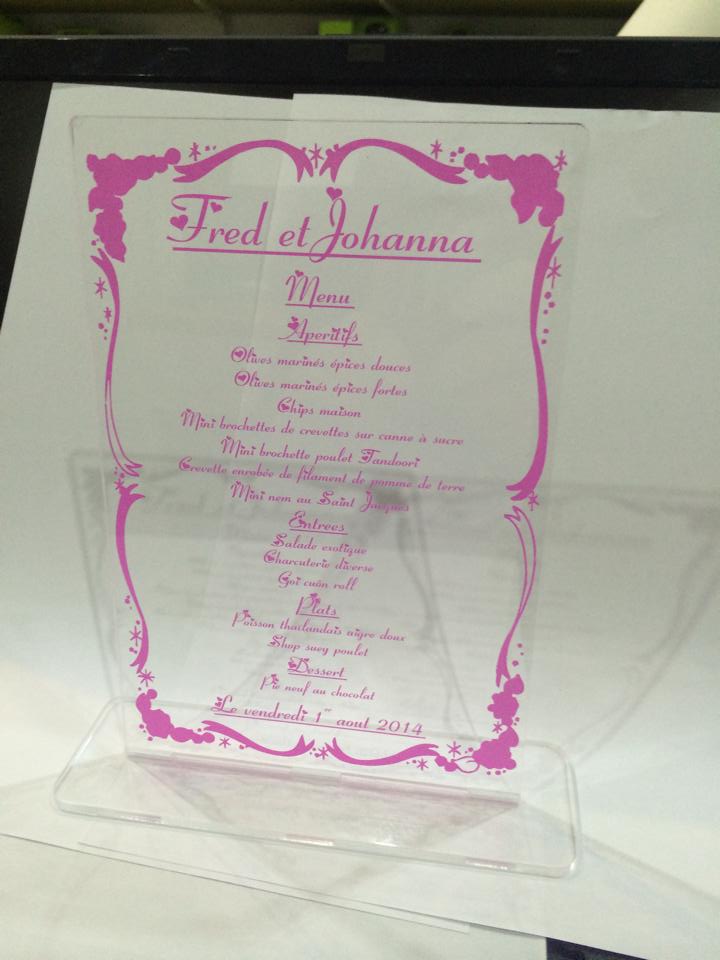 Fred et Johanna
Menu
Aperitifs
Olives marinés épices douces
Olives marinés épices fortes
Chips maison
Mini brochettes de crevettes sur canne à sucre
Mini brochette poulet Tandoori
Crevette enrobée de filament de pomme de terre
Mini nem au Saint Jacques
Entrees
Salade exotique
Charcuterie diverse
Goi cuôn roll
Plats
Poisson thaïlandais aigre doux
Shop suey poulet
Dessert
Pie neuf au chocolat
Le vendredi 1er aout 2014